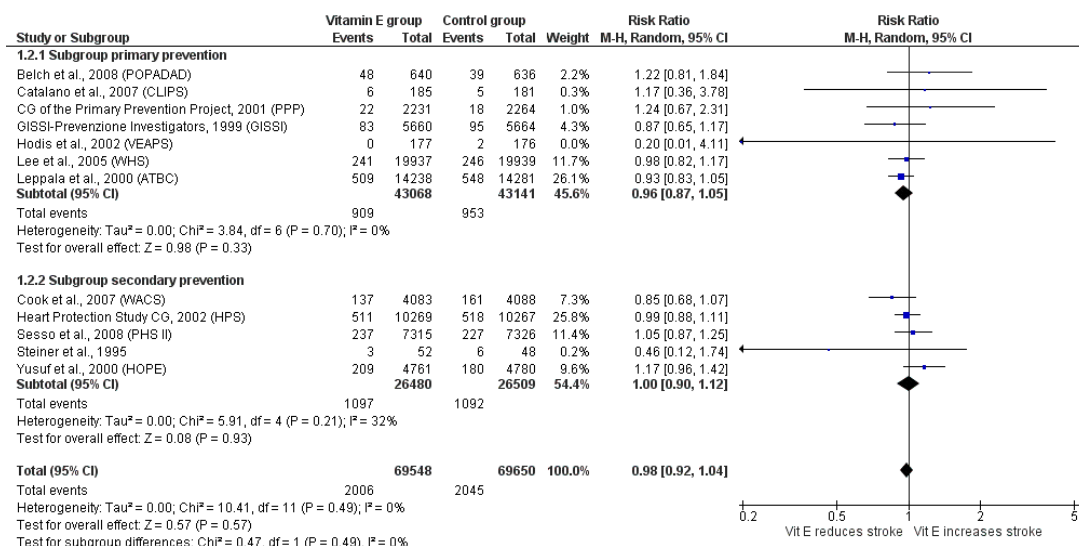 Vitamin E group Control group Risk Ratio Risk Ratio
Study or Subgroup Events Total Events Total Weight M-H, Random, 95% CI M-H, Random, 95% CI
1.2.1 Subgroup primary prevention
Belch et al., 2008 (POPADAD) 48 640 39 636 2.2% 1.22 [0.81, 1.84]
Catalano et al., 2007 (CLIPS) 6 185 5 181 0.3% 1.17 [0.36, 3.78]
CG of the Primary Prevention Project, 2001 (PPP) 22 2231 18 2264 1.0% 1.24 [0.67, 2.31]
GISSI-Prevenzione Investigators, 1999 (GISSI) 83 5660 95 5664 4.3% 0.87 [0.65, 1.17]
Hodis et al., 2002 (VEAPS) 0 177 2 176 0.0% 0.20 [0.01, 4.11]
Lee et al., 2005 (WHS) 241 19937 246 19939 11.7% 0.98 [0.82, 1.17]
Leppala et al., 2000 (ATBC) 509 14238 548 14281 26.1% 0.93 [0.83, 1.05]
Subtotal (95% CI) 43068 43141 45.6% 0.96 [0.87, 1.05]
Total events 909 953
Heterogeneity: Tau² = 0.00; Chi² = 3.84, df = 6 (P = 0.70); I² = 0%
Test for overall effect: Z = 0.98 (P = 0.33)
1.2.2 Subgroup secondary prevention
Cook et al., 2007 (WACS) 137 4083 161 4088 7.3% 0.85 [0.68, 1.07]
Heart Protection Study CG, 2002 (HPS) 511 10269 518 10267 25.8% 0.99 [0.88, 1.11]
Sesso et al., 2008 (PHS II) 237 7315 227 7326 11.4% 1.05 [0.87, 1.25]
Steiner et al., 1995 3 52 6 48 0.2% 0.46 [0.12, 1.74]
Yusuf et al., 2000 (HOPE) 209 4761 180 4780 9.6% 1.17 [0.96, 1.42]
Subtotal (95% CI) 26480 26509 54.4% 1.00 [0.90, 1.12]
Total events 1097 1092
Heterogeneity: Tau² = 0.00; Chi² = 5.91, df = 4 (P = 0.21); I² = 32%
Test for overall effect: Z = 0.08 (P = 0.93)
Total (95% CI) 69548 69650 100.0% 0.98 [0.92, 1.04]
Total events 2006 2045
Heterogeneity: Tau² = 0.00; Chi² = 10.41, df = 11 (P = 0.49); I² = 0%
Test for overall effect: Z = 0.57 (P = 0.57)
Test for subgroup differences: Chi² = 0.47, df = 1 (P = 0.49), I² = 0%
0.2 0.5 1 2 5
Vit E reduces stroke Vit E increases stroke